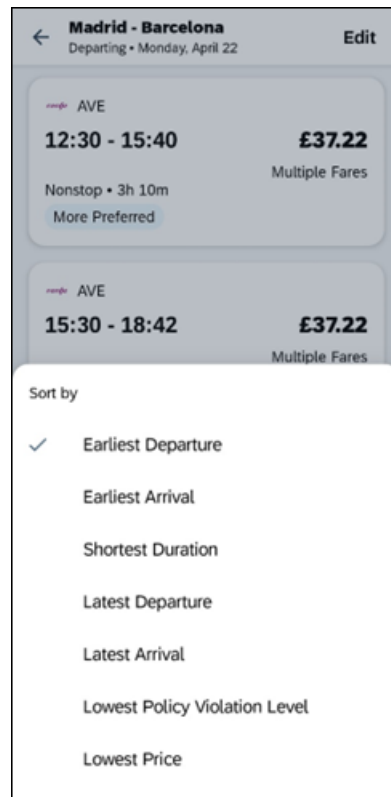 Madrid - Barcelona
Edit
Departing • Monday, April 22
renfe AVE
12:30 - 15:40 £37.22
Multiple Fares
Nonstop • 3h 10m
More Preferred
renfe AVE
15:30 - 18:42 £37.22
Multiple Fares
Sort by
Earliest Departure
Earliest Arrival
Shortest Duration
Latest Departure
Latest Arrival
Lowest Policy Violation Level
Lowest Price